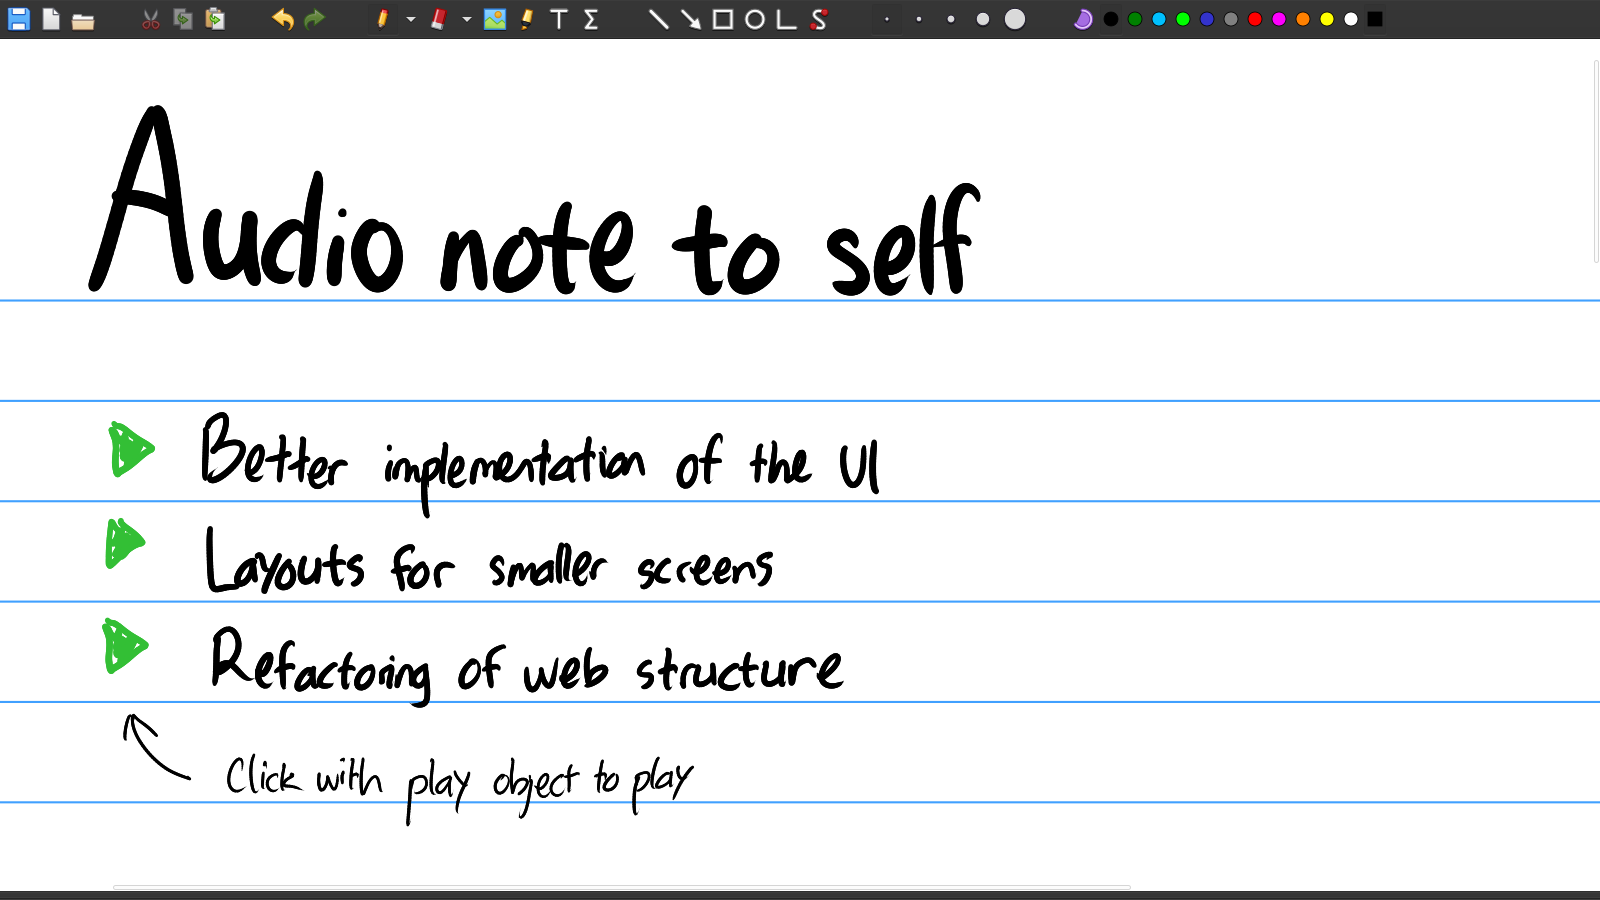 Audio note to self
Better implementation of the UI
Layouts for smaller screens
Refactoring of web structure
Click with play object to play